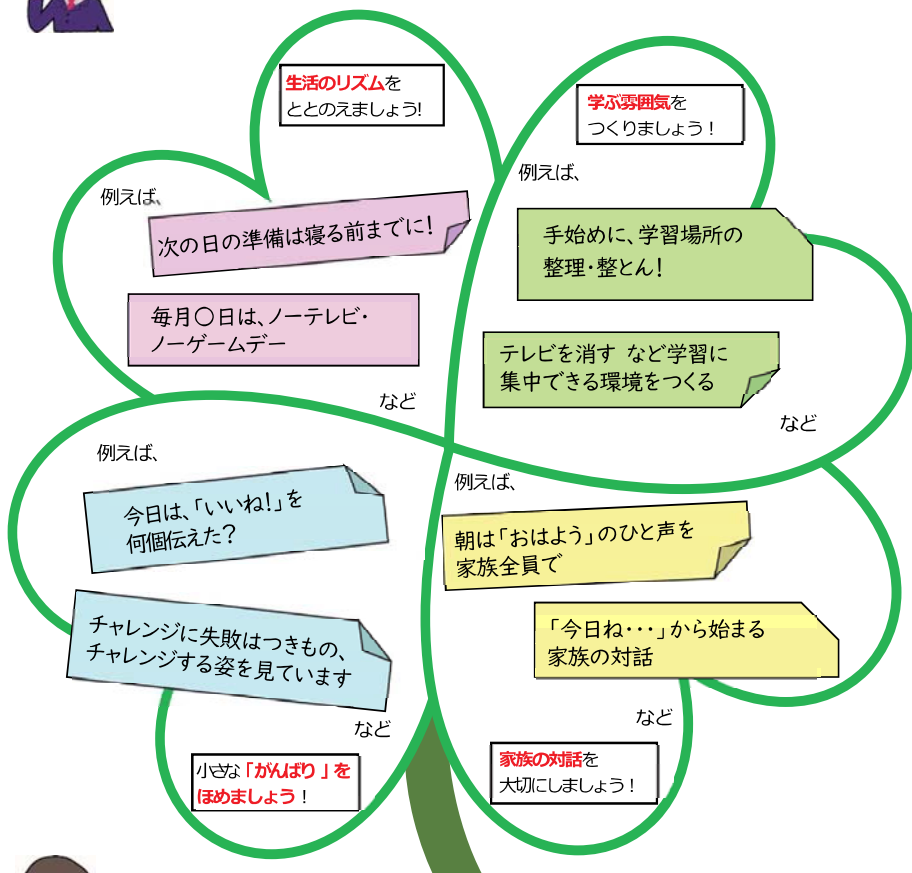 生活のリズムを
ととのえましょう!
例えば、
次の日の準備は寝る前までに!
毎月〇日は、ノーテレビ・
ノーゲームデー
など
学ぶ雰囲気を
つくりましょう!
例えば、
手始めに、学習場所の
整理・整とん!
テレビを消す など学習に
集中できる環境をつくる
など
例えば、
今日は、「いいね!」を
何個伝えた?
チャレンジに失敗はつきもの、
チャレンジする姿を見ています
など
小さな「がんばり」を
ほめましょう!
例えば、
朝は「おはよう」のひと声を
家族全員で
「今日ね・・・」から始まる
家族の対話
など
家族の対話を
大切にしましょう!